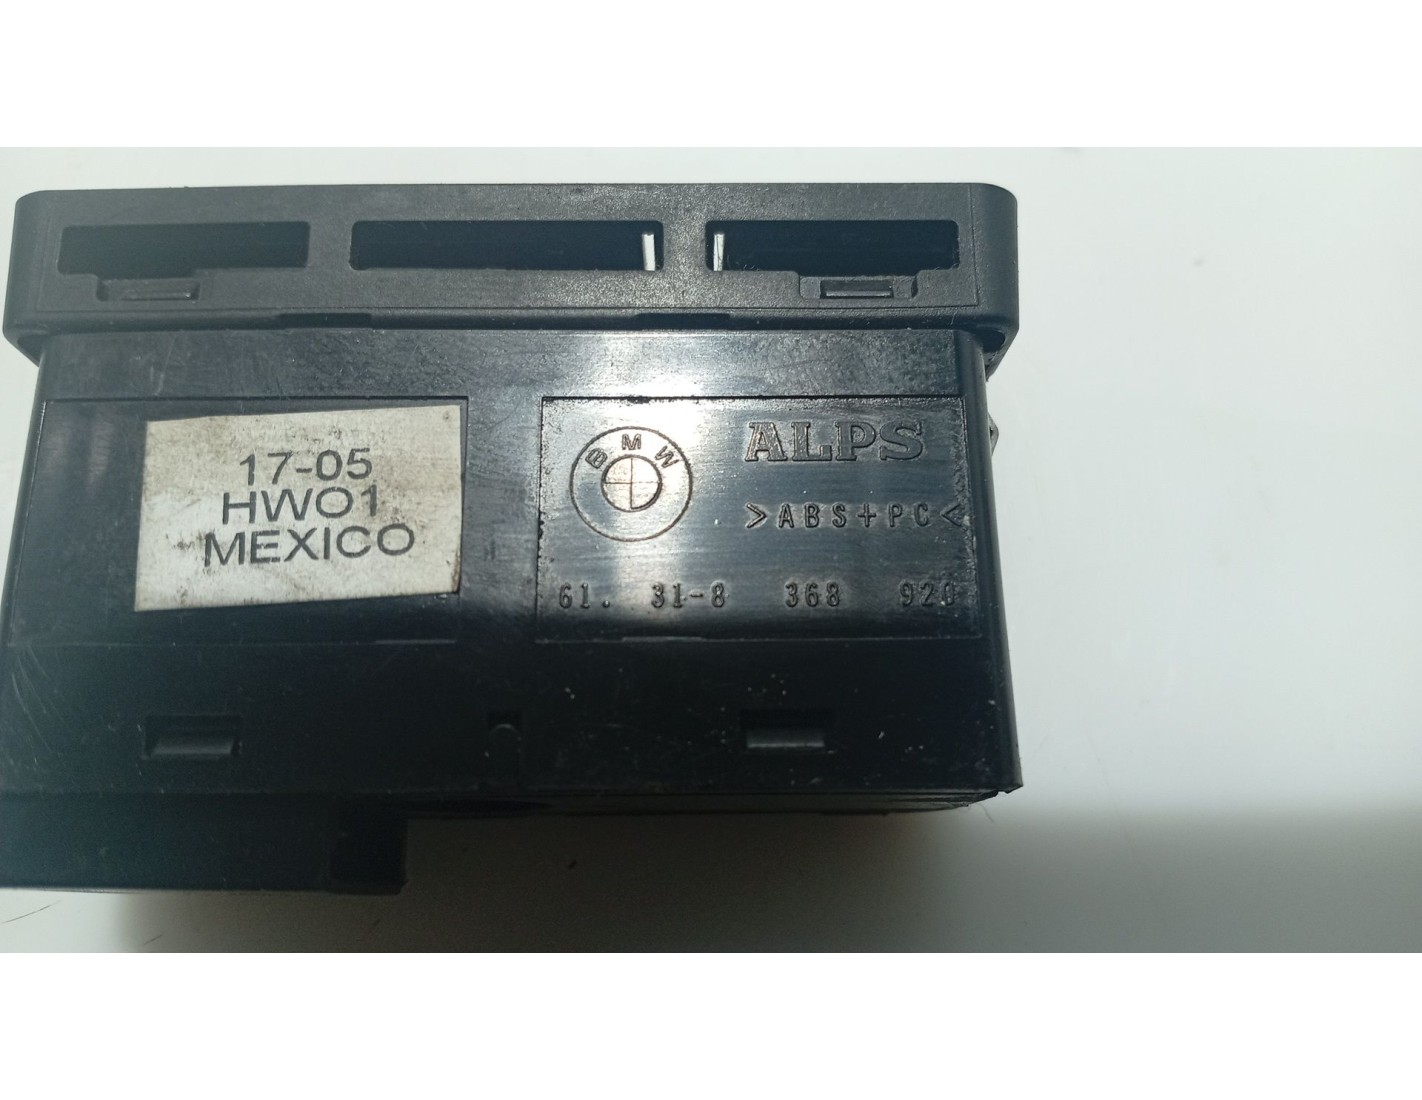 17-05
HW01
MEXICO
BMW
ALPS
>ABS+PC<
61. 31-8 368 920